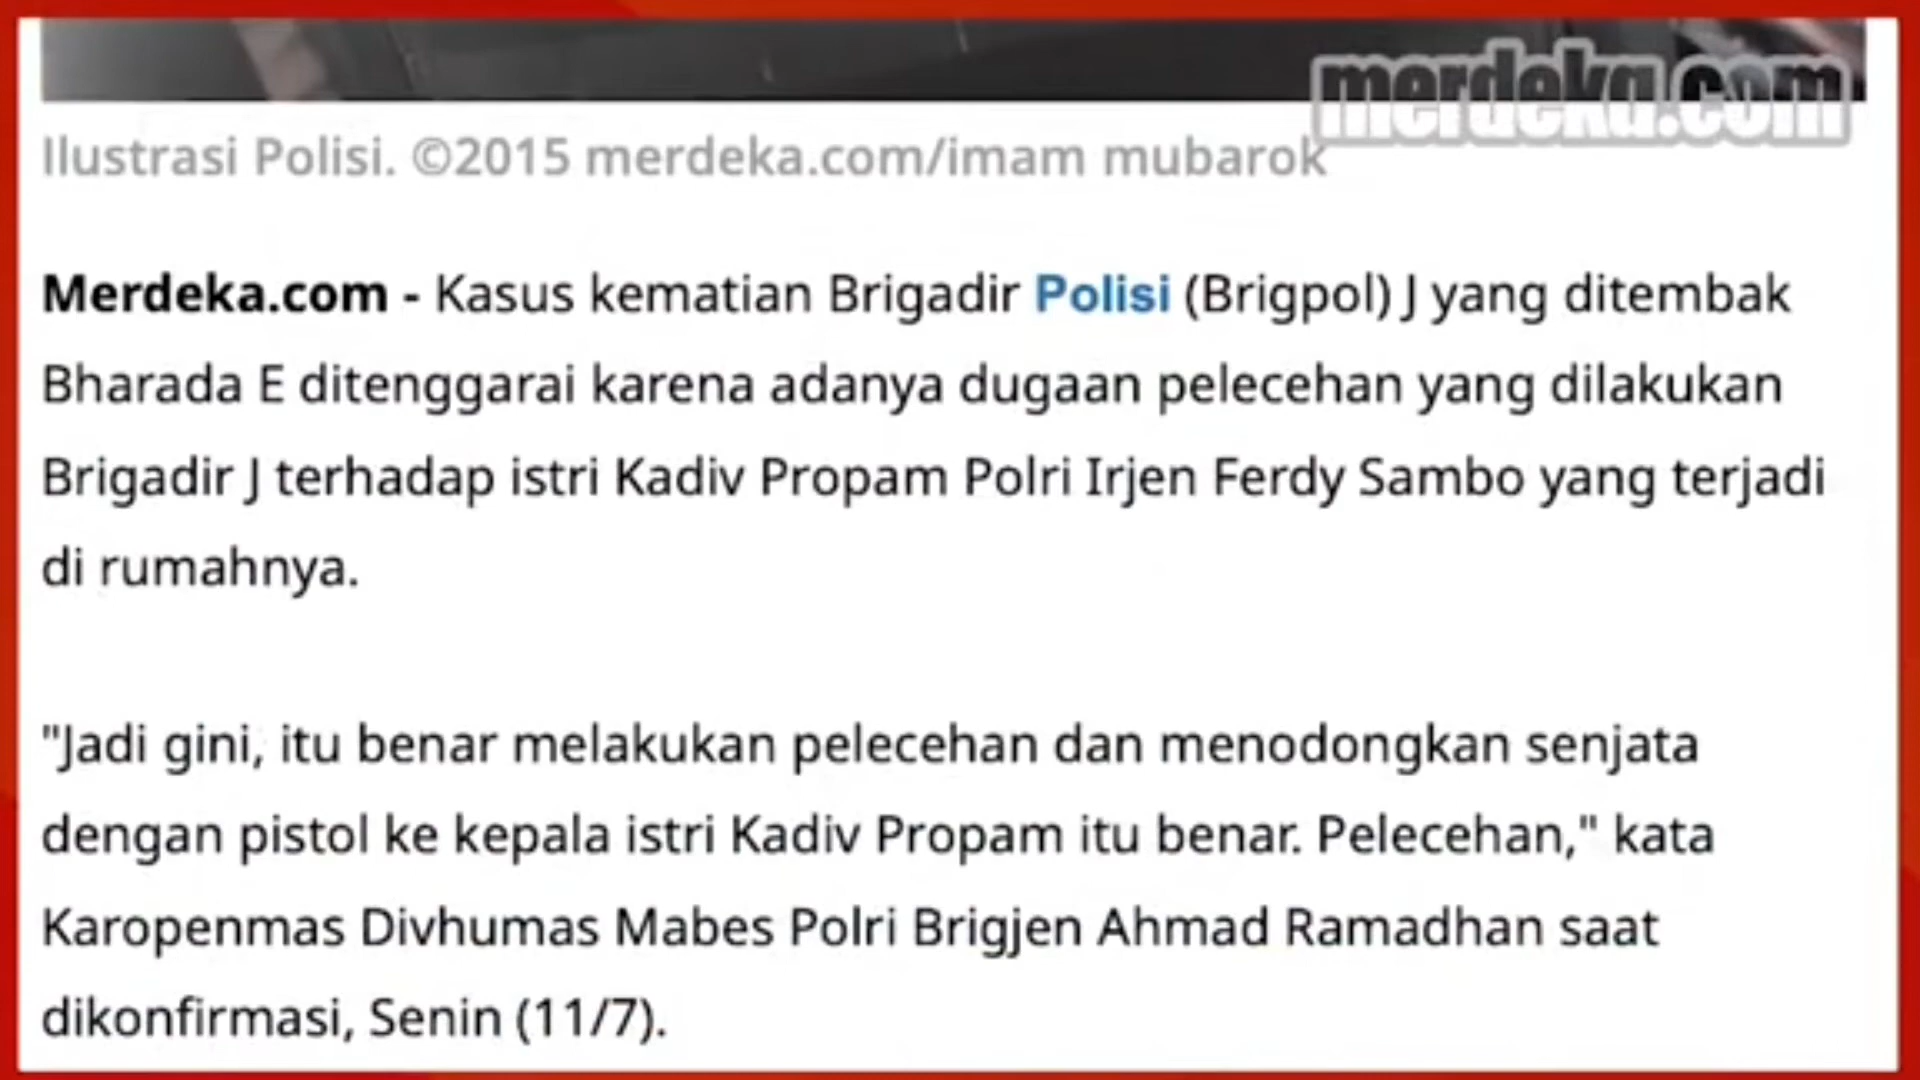 merdeka.com
Ilustrasi Polisi. ©2015 merdeka.com/imam mubarok
Merdeka.com - Kasus kematian Brigadir Polisi (Brigpol) J yang ditembak
Bharada E ditenggarai karena adanya dugaan pelecehan yang dilakukan
Brigadir J terhadap istri Kadiv Propam Polri Irjen Ferdy Sambo yang terjadi
di rumahnya.
"Jadi gini, itu benar melakukan pelecehan dan menodongkan senjata
dengan pistol ke kepala istri Kadiv Propam itu benar. Pelecehan," kata
Karopenmas Divhumas Mabes Polri Brigjen Ahmad Ramadhan saat
dikonfirmasi, Senin (11/7).